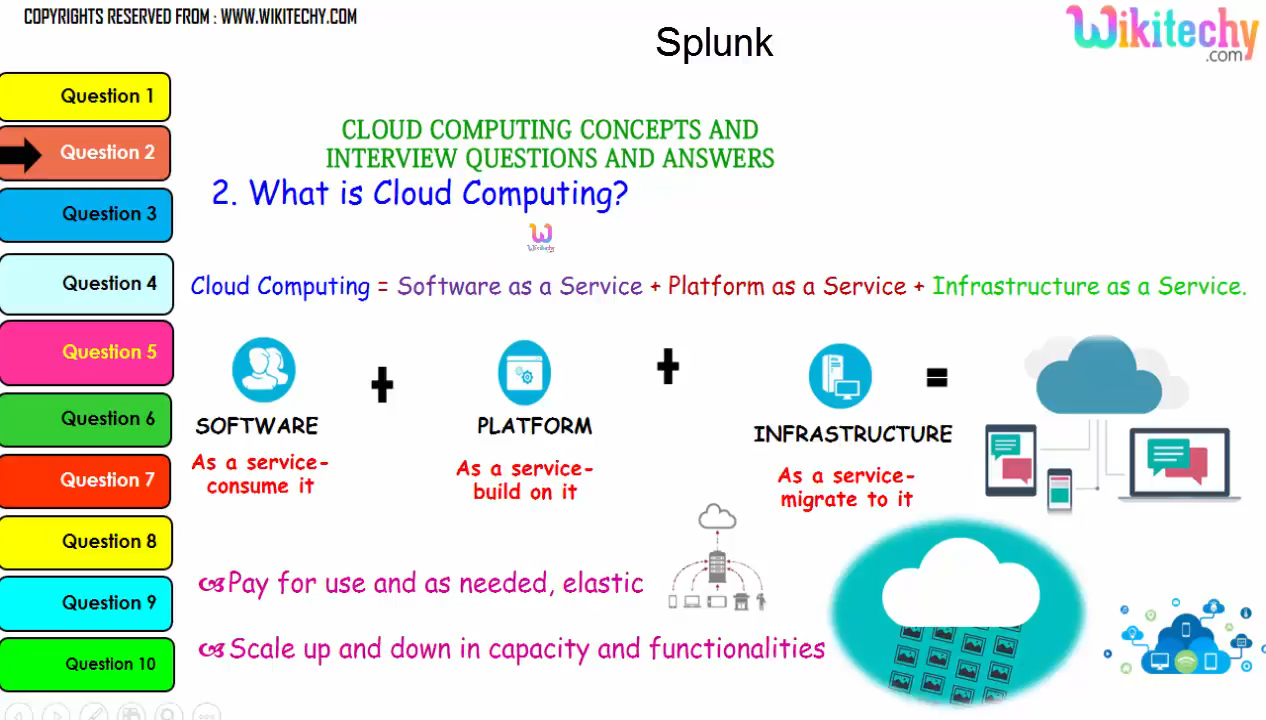 COPYRIGHTS RESERVED FROM : WWW.WIKITECHY.COM
Splunk
Wikitechy
.com
Question 1
Question 2
Question 3
Question 4
Question 5
Question 6
Question 7
Question 8
Question 9
Question 10
CLOUD COMPUTING CONCEPTS AND
INTERVIEW QUESTIONS AND ANSWERS
2. What is Cloud Computing?
Wikitechy
Cloud Computing = Software as a Service + Platform as a Service + Infrastructure as a Service.
+
+
=
SOFTWARE
As a service-
consume it
PLATFORM
As a service-
build on it
INFRASTRUCTURE
As a service-
migrate to it
Pay for use and as needed, elastic
Scale up and down in capacity and functionalities